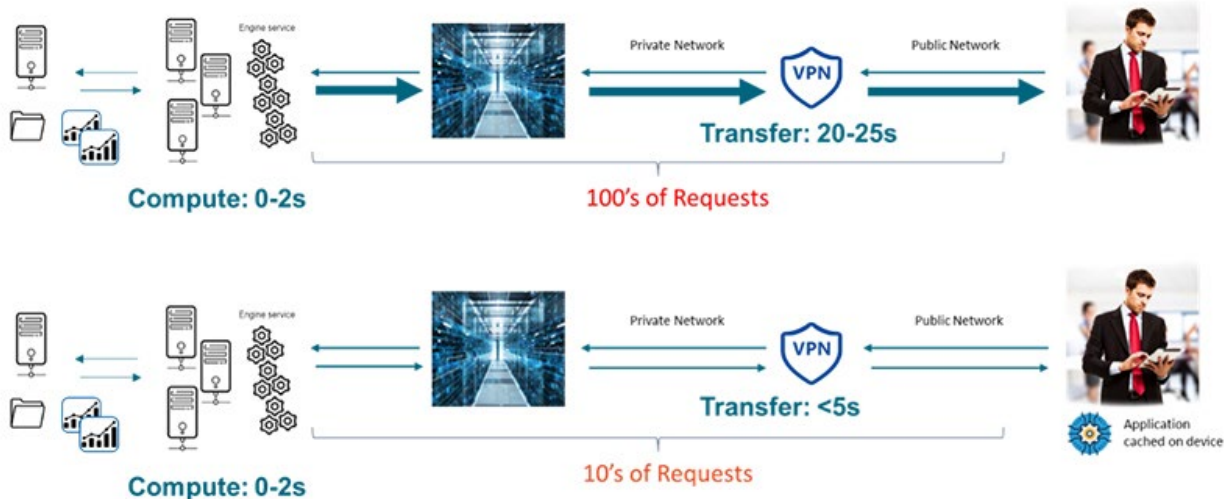 Engine service
Private Network
Public Network
VPN
Transfer: 20-25s
Compute: 0-2s
100's of Requests
Engine service
Private Network
Public Network
VPN
Transfer: <5s
Application
cached on device
10's of Requests
Compute: 0-2s